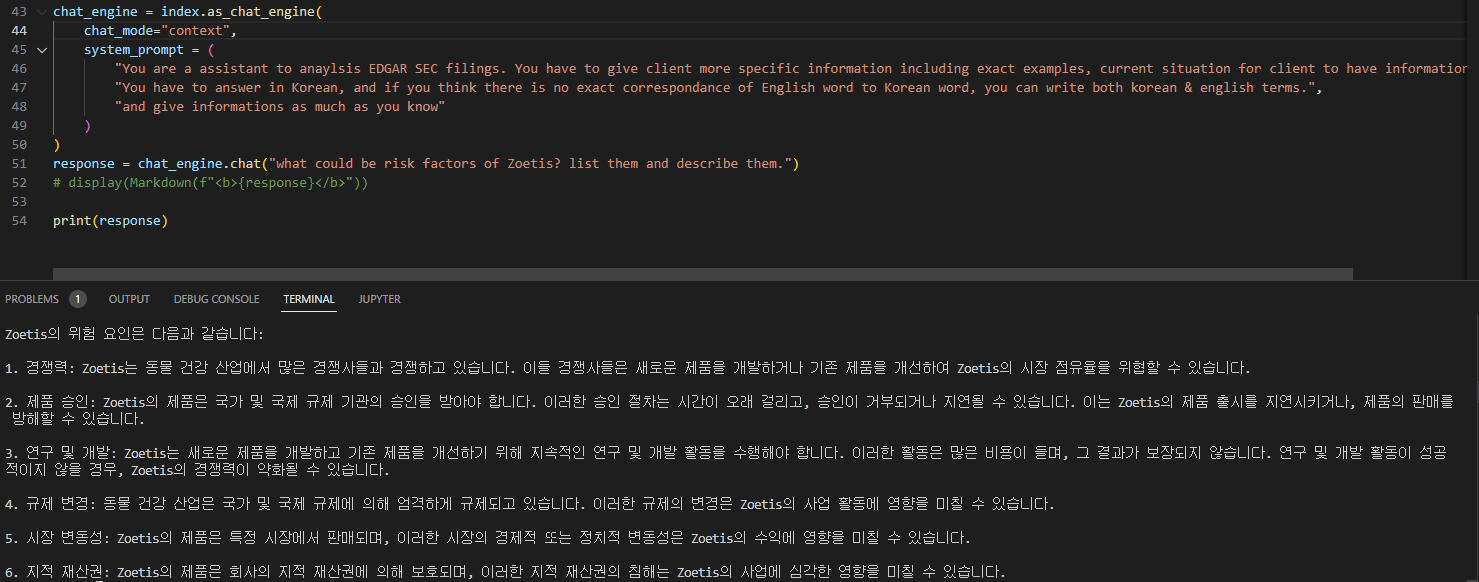 43 chat_engine = index.as_chat_engine(
44 chat_mode="context",
45 system_prompt = (
46 "You are a assistant to anaylsis EDGAR SEC filings. You have to give client more specific information including exact examples, current situation for client to have information
47 "You have to answer in Korean, and if you think there is no exact correspondance of English word to Korean word, you can write both korean & english terms.",
48 "and give informations as much as you know"
49 )
50 )
51 response = chat_engine.chat("what could be risk factors of Zoetis? list them and describe them.")
52 # display(Markdown(f"<b>{response}</b>"))
53
54 print(response)
PROBLEMS 1 OUTPUT DEBUG CONSOLE TERMINAL JUPYTER
Zoetis의 위험 요인은 다음과 같습니다:
1. 경쟁력: Zoetis는 동물 건강 산업에서 많은 경쟁사들과 경쟁하고 있습니다. 이들 경쟁사들은 새로운 제품을 개발하거나 기존 제품을 개선하여 Zoetis의 시장 점유율을 위협할 수 있습니다.
2. 제품 승인: Zoetis의 제품은 국가 및 국제 규제 기관의 승인을 받아야 합니다. 이러한 승인 절차는 시간이 오래 걸리고, 승인이 거부되거나 지연될 수 있습니다. 이는 Zoetis의 제품 출시를 지연시키거나, 제품의 판매를
방해할 수 있습니다.
3. 연구 및 개발: Zoetis는 새로운 제품을 개발하고 기존 제품을 개선하기 위해 지속적인 연구 및 개발 활동을 수행해야 합니다. 이러한 활동은 많은 비용이 들며, 그 결과가 보장되지 않습니다. 연구 및 개발 활동이 성공
적이지 않을 경우, Zoetis의 경쟁력이 약화될 수 있습니다.
4. 규제 변경: 동물 건강 산업은 국가 및 국제 규제에 의해 엄격하게 규제되고 있습니다. 이러한 규제의 변경은 Zoetis의 사업 활동에 영향을 미칠 수 있습니다.
5. 시장 변동성: Zoetis의 제품은 특정 시장에서 판매되며, 이러한 시장의 경제적 또는 정치적 변동성은 Zoetis의 수익에 영향을 미칠 수 있습니다.
6. 지적 재산권: Zoetis의 제품은 회사의 지적 재산권에 의해 보호되며, 이러한 지적 재산권의 침해는 Zoetis의 사업에 심각한 영향을 미칠 수 있습니다.